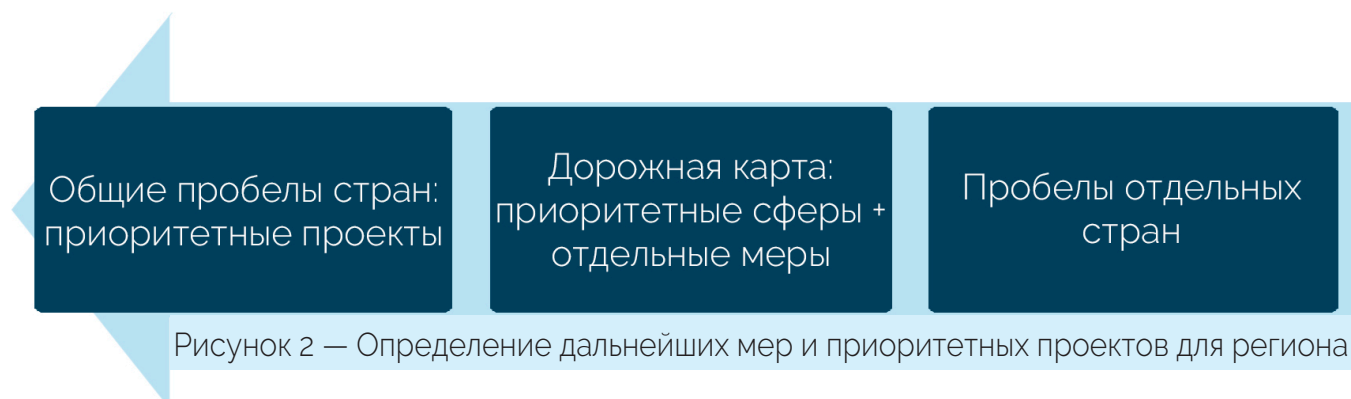 Общие пробелы стран:
приоритетные проекты
Дорожная карта:
приоритетные сферы +
отдельные меры
Пробелы отдельных
стран
Рисунок 2 — Определение дальнейших мер и приоритетных проектов для региона